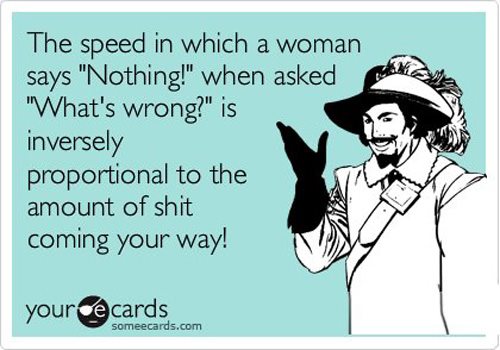 The speed in which a woman
says "Nothing!" when asked
"What's wrong?" is
inversely
proportional to the
amount of shit
coming your way!
your e cards
someecards.com